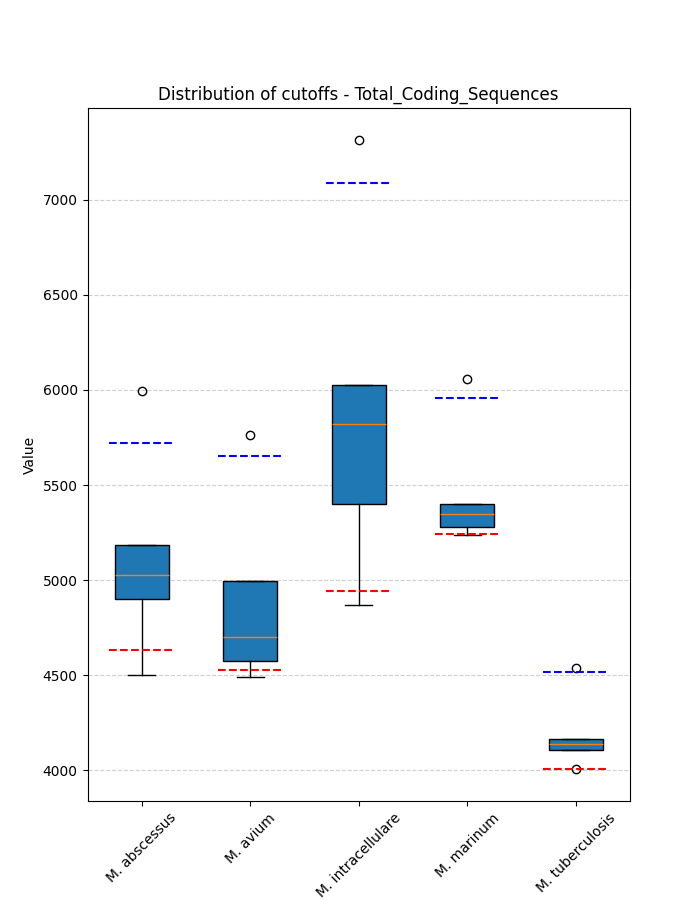 Distribution of cutoffs - Total_Coding_Sequences
Value
7000
6500
6000
5500
5000
4500
4000
M. abscessus
M. avium
M. intracellulare
M. marinum
M. tuberculosis